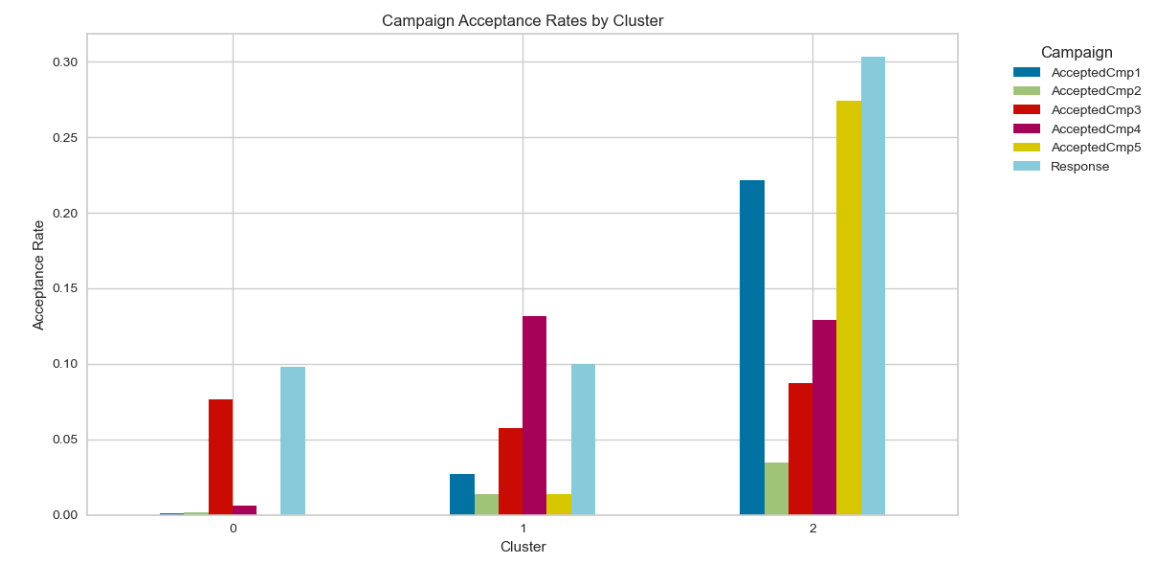 Campaign Acceptance Rates by Cluster
Campaign
AcceptedCmp1
AcceptedCmp2
AcceptedCmp3
AcceptedCmp4
AcceptedCmp5
Response
Acceptance Rate
0.30
0.25
0.20
0.15
0.10
0.05
0.00
0
1
2
Cluster